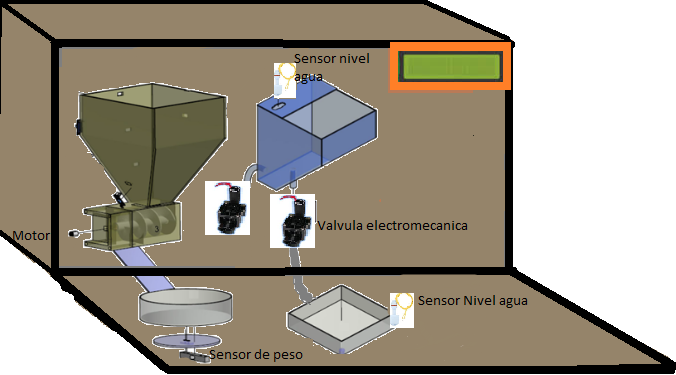 Sensor nivel
agua
Motor
Valvula electromecanica
Sensor Nivel agua
Sensor de peso